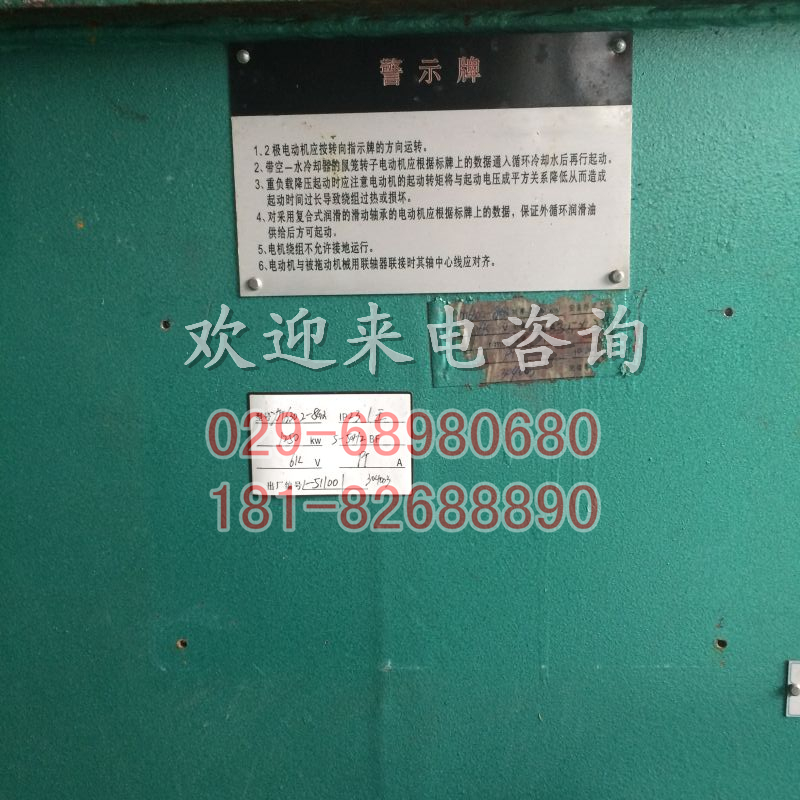 警示牌
1、2极电动机应按转向指示牌的方向运转。
2、带空—水冷却器的鼠笼转子电动机应根据标牌上的数据通入循环冷却水后再行起动。
3、重负载降压起动时应注意电动机的起动转矩将与起动电压成平方关系降低从而造成
起动时间过长导致绕组过热或损坏。
4、对采用复合式润滑的滑动轴承的电动机应根据标牌上的数据，保证外循环润滑油
供给后方可起动。
5、电机绕组不允许接地运行。
6、电动机与被拖动机械用联轴器联接时其轴中心线应对齐。
欢迎来电咨询
IP23
kW
6k V A
出厂编号
029-68980680
181-82688890